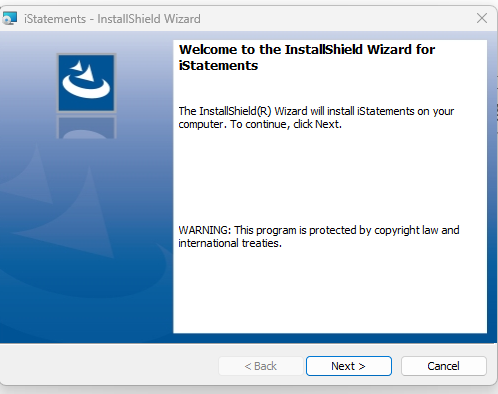 iStatements - InstallShield Wizard
Welcome to the InstallShield Wizard for
iStatements
The InstallShield(R) Wizard will install iStatements on your
computer. To continue, click Next.
WARNING: This program is protected by copyright law and
international treaties.
< Back
Next >
Cancel